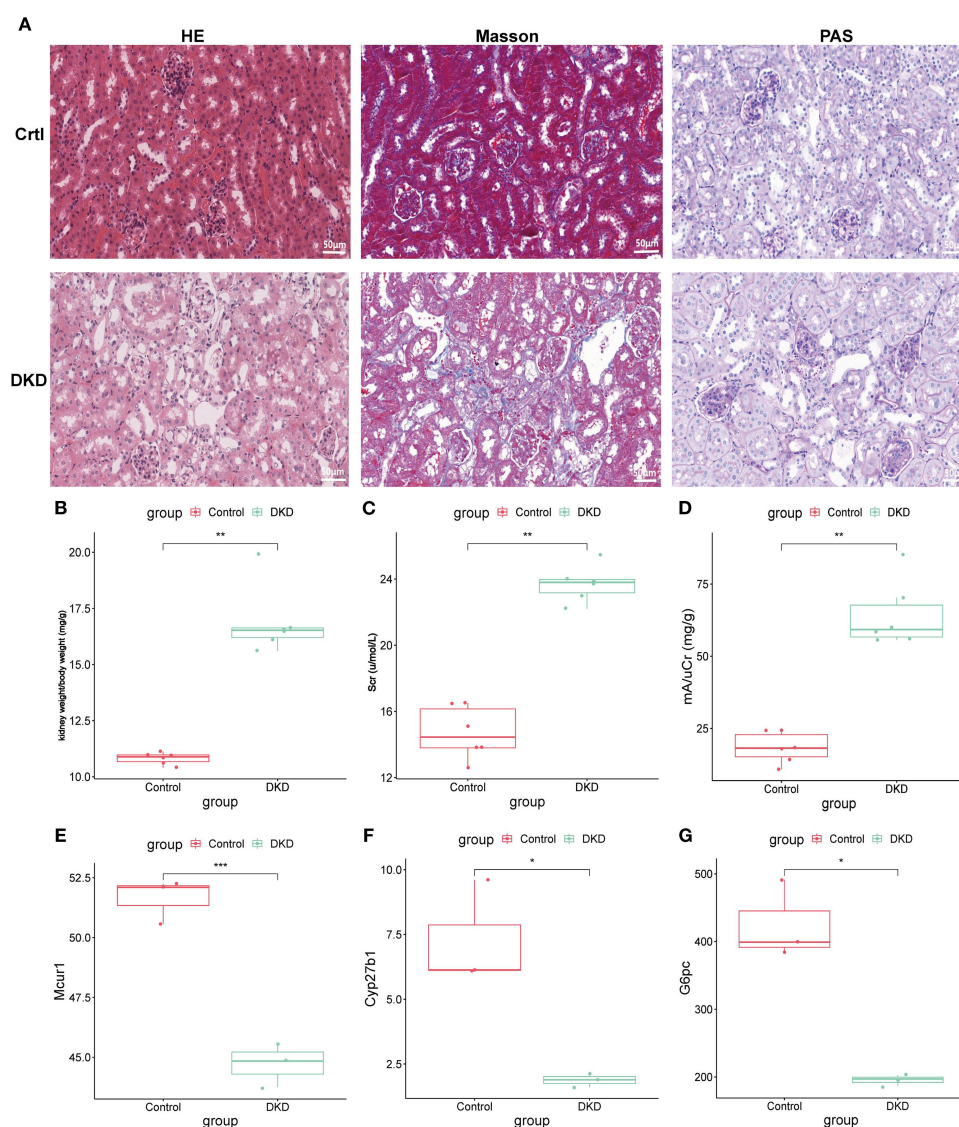 A
HE
Masson
PAS
Crtl
50μm
50μm
50μm
DKD
50μm
50μm
B
group Control DKD
**
kidney weight/body weight (mg/g)
20.0
17.5
15.0
12.5
10.0
Control
DKD
group
C
group Control DKD
**
Scr (u/mol/L)
24
20
16
12
Control
DKD
group
D
group Control DKD
**
mA/uCr (mg/g)
75
50
25
Control
DKD
group
E
group Control DKD
***
Mcur1
52.5
50.0
47.5
45.0
Control
DKD
group
F
group Control DKD
*
Cyp27b1
10.0
7.5
5.0
2.5
Control
DKD
group
G
group Control DKD
*
G6pc
500
400
300
200
Control
DKD
group